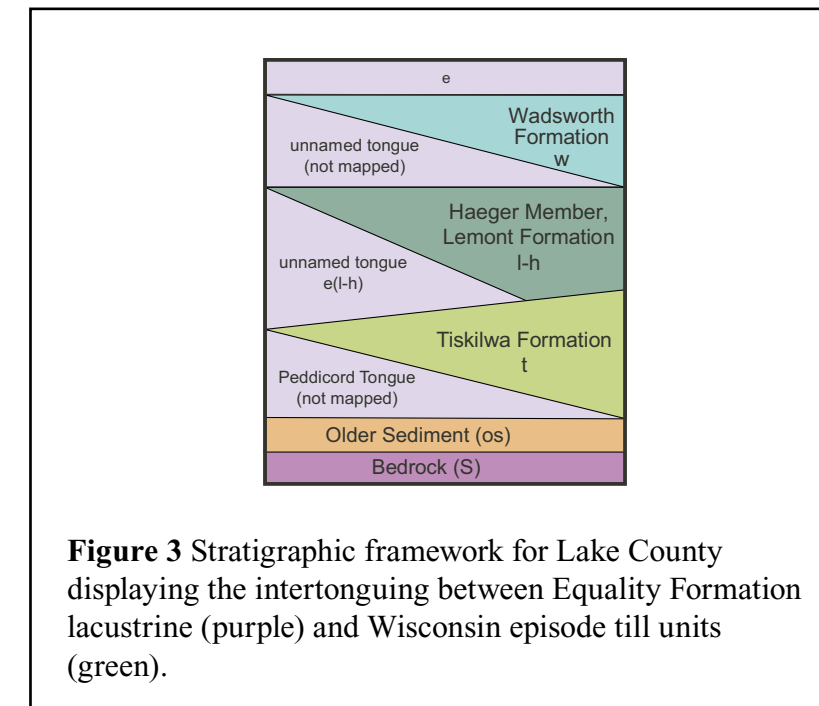 e
Wadsworth
Formation
w
unnamed tongue
(not mapped)
Haeger Member,
Lemont Formation
l-h
unnamed tongue
e(l-h)
Tiskilwa Formation
t
Peddicord Tongue
(not mapped)
Older Sediment (os)
Bedrock (S)
Figure 3 Stratigraphic framework for Lake County
displaying the intertonguing between Equality Formation
lacustrine (purple) and Wisconsin episode till units
(green).